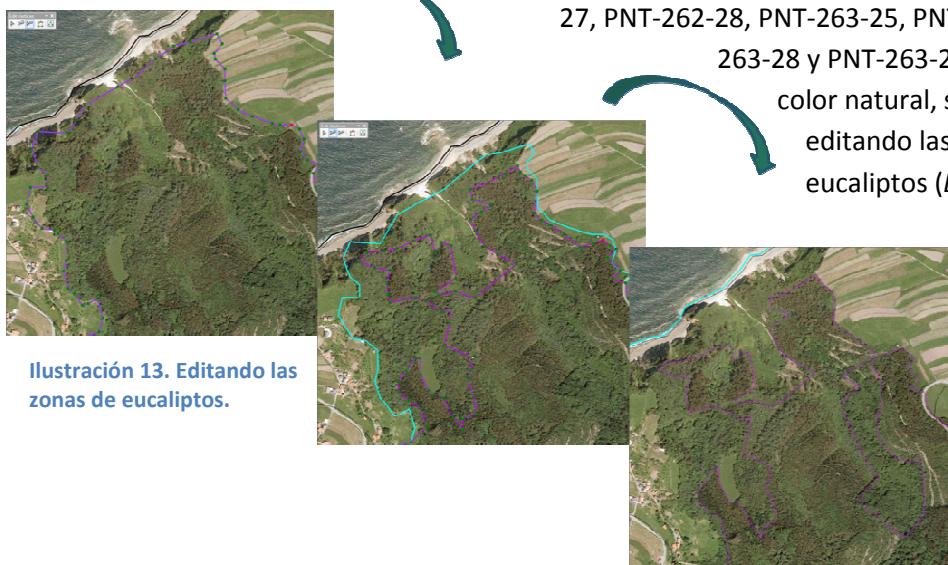 27, PNT-262-28, PNT-263-25, PNT
263-28 y PNT-263-2
color natural, s
editando las
eucaliptos (
Ilustración 13. Editando las
zonas de eucaliptos.